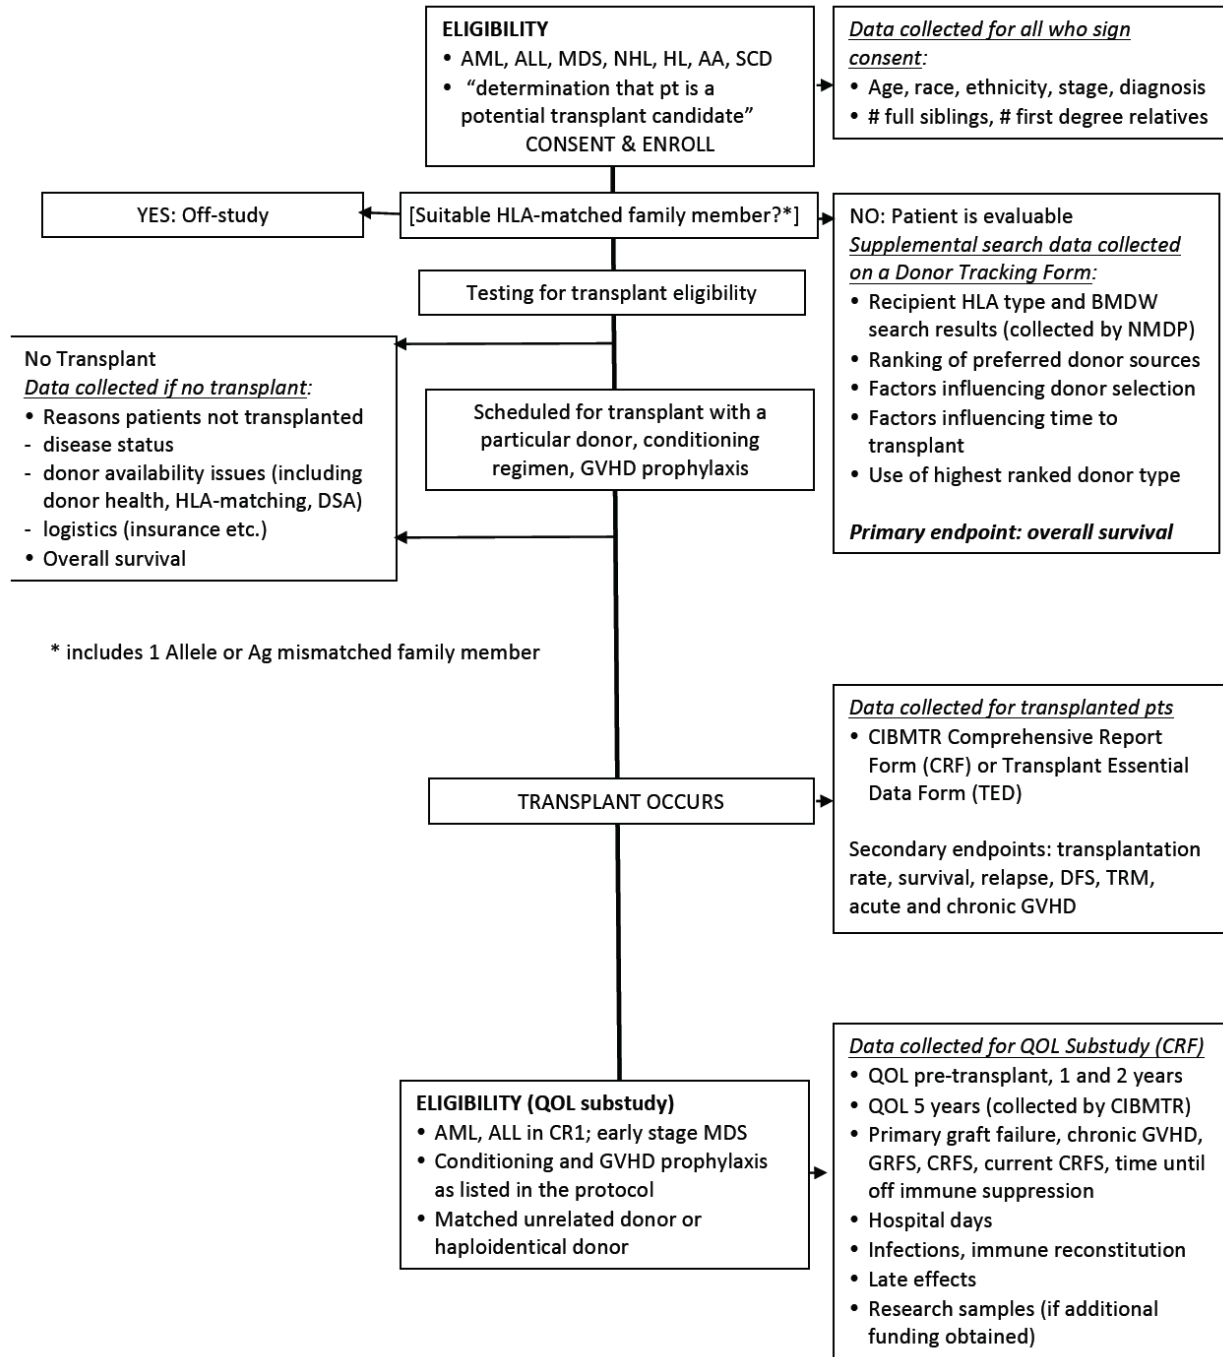 ELIGIBILITY
• AML, ALL, MDS, NHL, HL, AA, SCD
• “determination that pt is a
potential transplant candidate”
CONSENT & ENROLL
Data collected for all who sign
consent:
• Age, race, ethnicity, stage, diagnosis
• # full siblings, # first degree relatives
YES: Off-study
[Suitable HLA-matched family member?*]
NO: Patient is evaluable
Supplemental search data collected
on a Donor Tracking Form:
• Recipient HLA type and BMDW
search results (collected by NMDP)
• Ranking of preferred donor sources
• Factors influencing donor selection
• Factors influencing time to
transplant
• Use of highest ranked donor type
Primary endpoint: overall survival
Testing for transplant eligibility
No Transplant
Data collected if no transplant:
• Reasons patients not transplanted
- disease status
- donor availability issues (including
donor health, HLA-matching, DSA)
- logistics (insurance etc.)
• Overall survival
Scheduled for transplant with a
particular donor, conditioning
regimen, GVHD prophylaxis
* includes 1 Allele or Ag mismatched family member
TRANSPLANT OCCURS
Data collected for transplanted pts
• CIBMTR Comprehensive Report
Form (CRF) or Transplant Essential
Data Form (TED)
Secondary endpoints: transplantation
rate, survival, relapse, DFS, TRM,
acute and chronic GVHD
ELIGIBILITY (QOL substudy)
• AML, ALL in CR1; early stage MDS
• Conditioning and GVHD prophylaxis
as listed in the protocol
• Matched unrelated donor or
haploidentical donor
Data collected for QOL Substudy (CRF)
• QOL pre-transplant, 1 and 2 years
• QOL 5 years (collected by CIBMTR)
• Primary graft failure, chronic GVHD,
GRFS, CRFS, current CRFS, time until
off immune suppression
• Hospital days
• Infections, immune reconstitution
• Late effects
• Research samples (if additional
funding obtained)